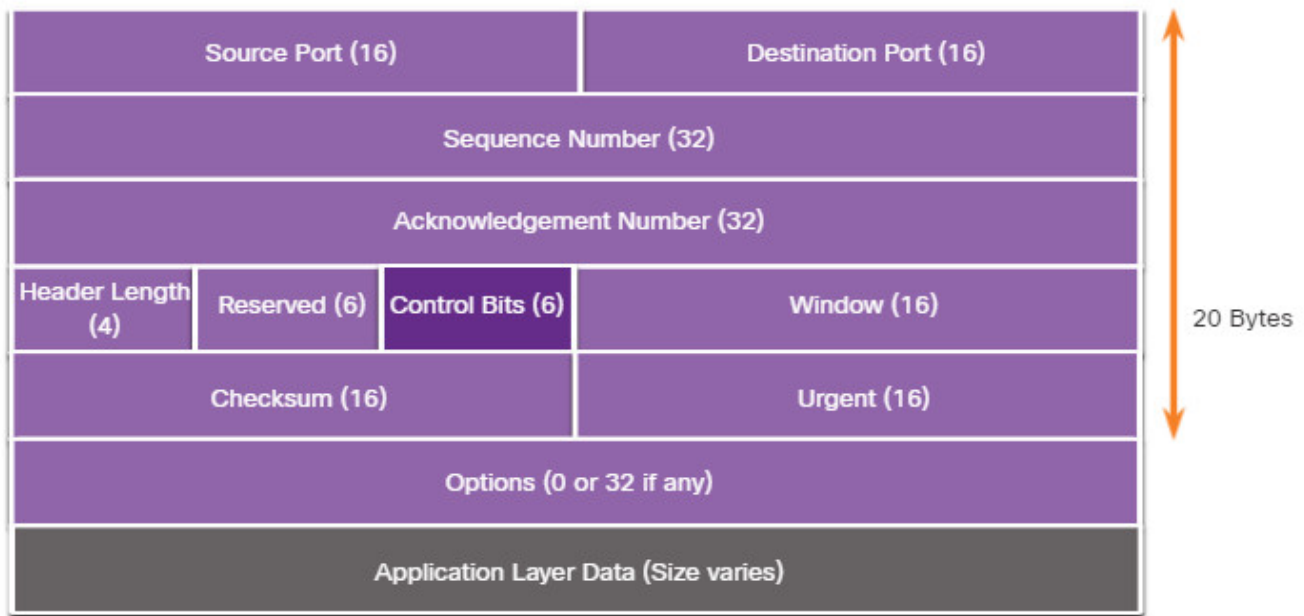 Source Port (16)
Destination Port (16)
Sequence Number (32)
Acknowledgement Number (32)
Header Length
(4)
Reserved (6)
Control Bits (6)
Window (16)
20 Bytes
Checksum (16)
Urgent (16)
Options (0 or 32 if any)
Application Layer Data (Size varies)